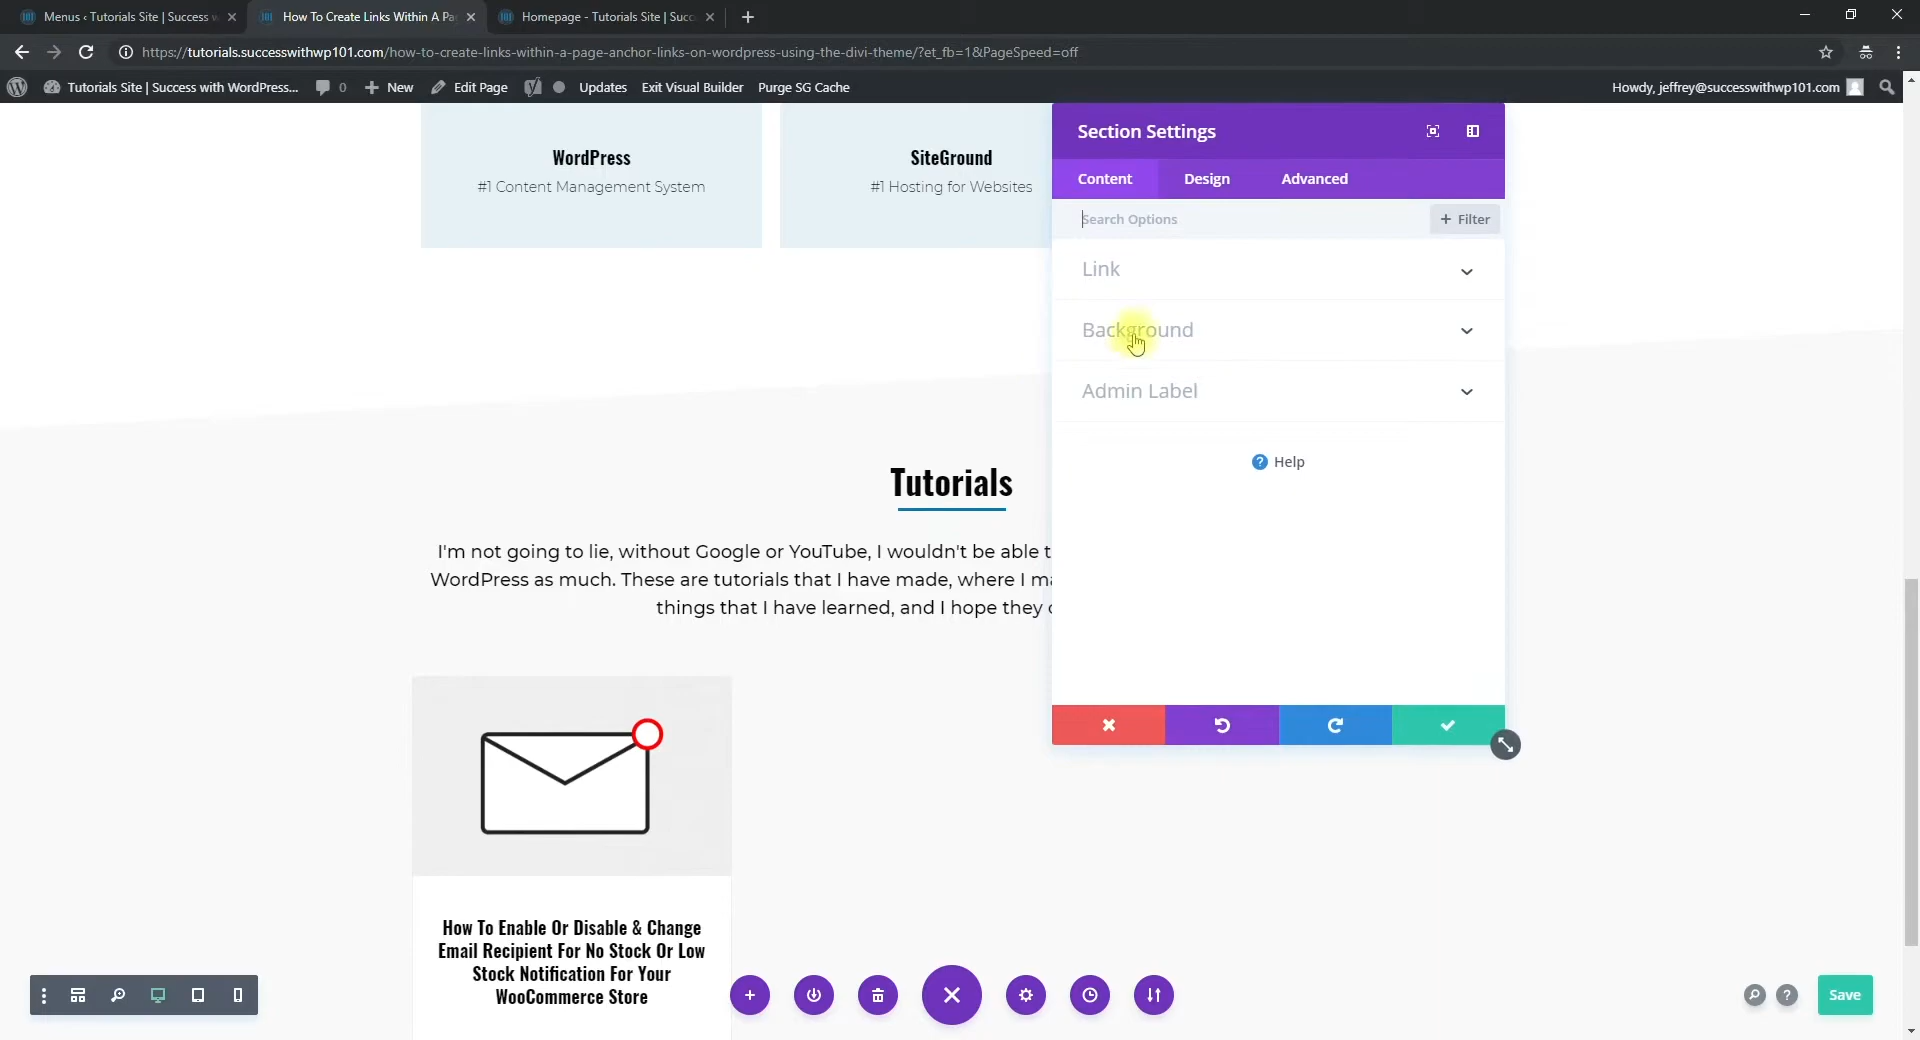 Menus ‹ Tutorials Site | Success w
How To Create Links Within A Pa
Homepage - Tutorials Site | Succ
https://tutorials.successwithwp101.com/how-to-create-links-within-a-page-anchor-links-on-wordpress-using-the-divi-theme/?et_fb=1&PageSpeed=off
Tutorials Site | Success with WordPress...
0
New
Edit Page
Updates
Exit Visual Builder
Purge SG Cache
Howdy, jeffrey@successwithwp101.com
WordPress
#1 Content Management System
SiteGround
#1 Hosting for Websites
Section Settings
Content
Design
Advanced
Search Options
+ Filter
Link
Background
Admin Label
? Help
Tutorials
I'm not going to lie, without Google or YouTube, I wouldn't be able t
WordPress as much. These are tutorials that I have made, where I ma
things that I have learned, and I hope they
How To Enable Or Disable & Change
Email Recipient For No Stock Or Low
Stock Notification For Your
WooCommerce Store
?
Save